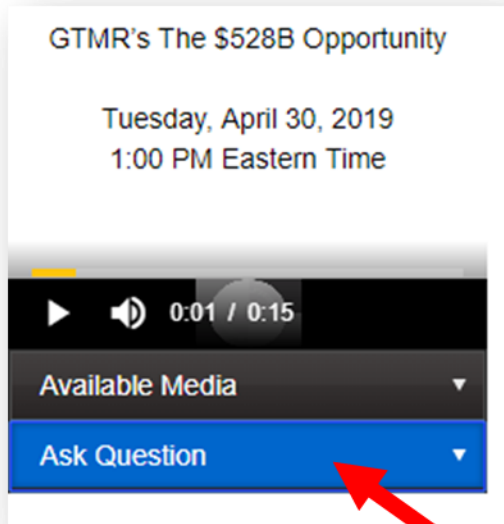 GTMR's The $528B Opportunity
Tuesday, April 30, 2019
1:00 PM Eastern Time
0:01 / 0:15
Available Media
Ask Question